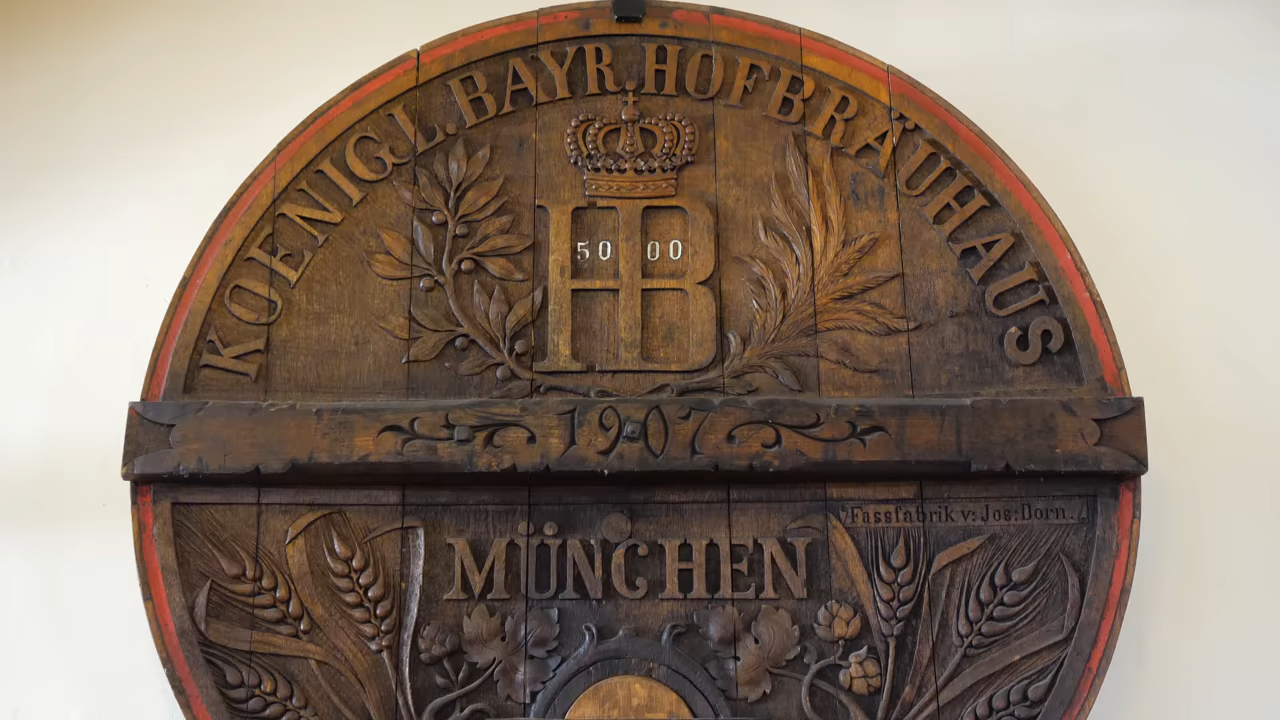 KOENIGL. BAYR. HOFBRÄUHAUS
HB
50 00
1907
Fassfabrik v: Jos: Dorn.
MÜNCHEN